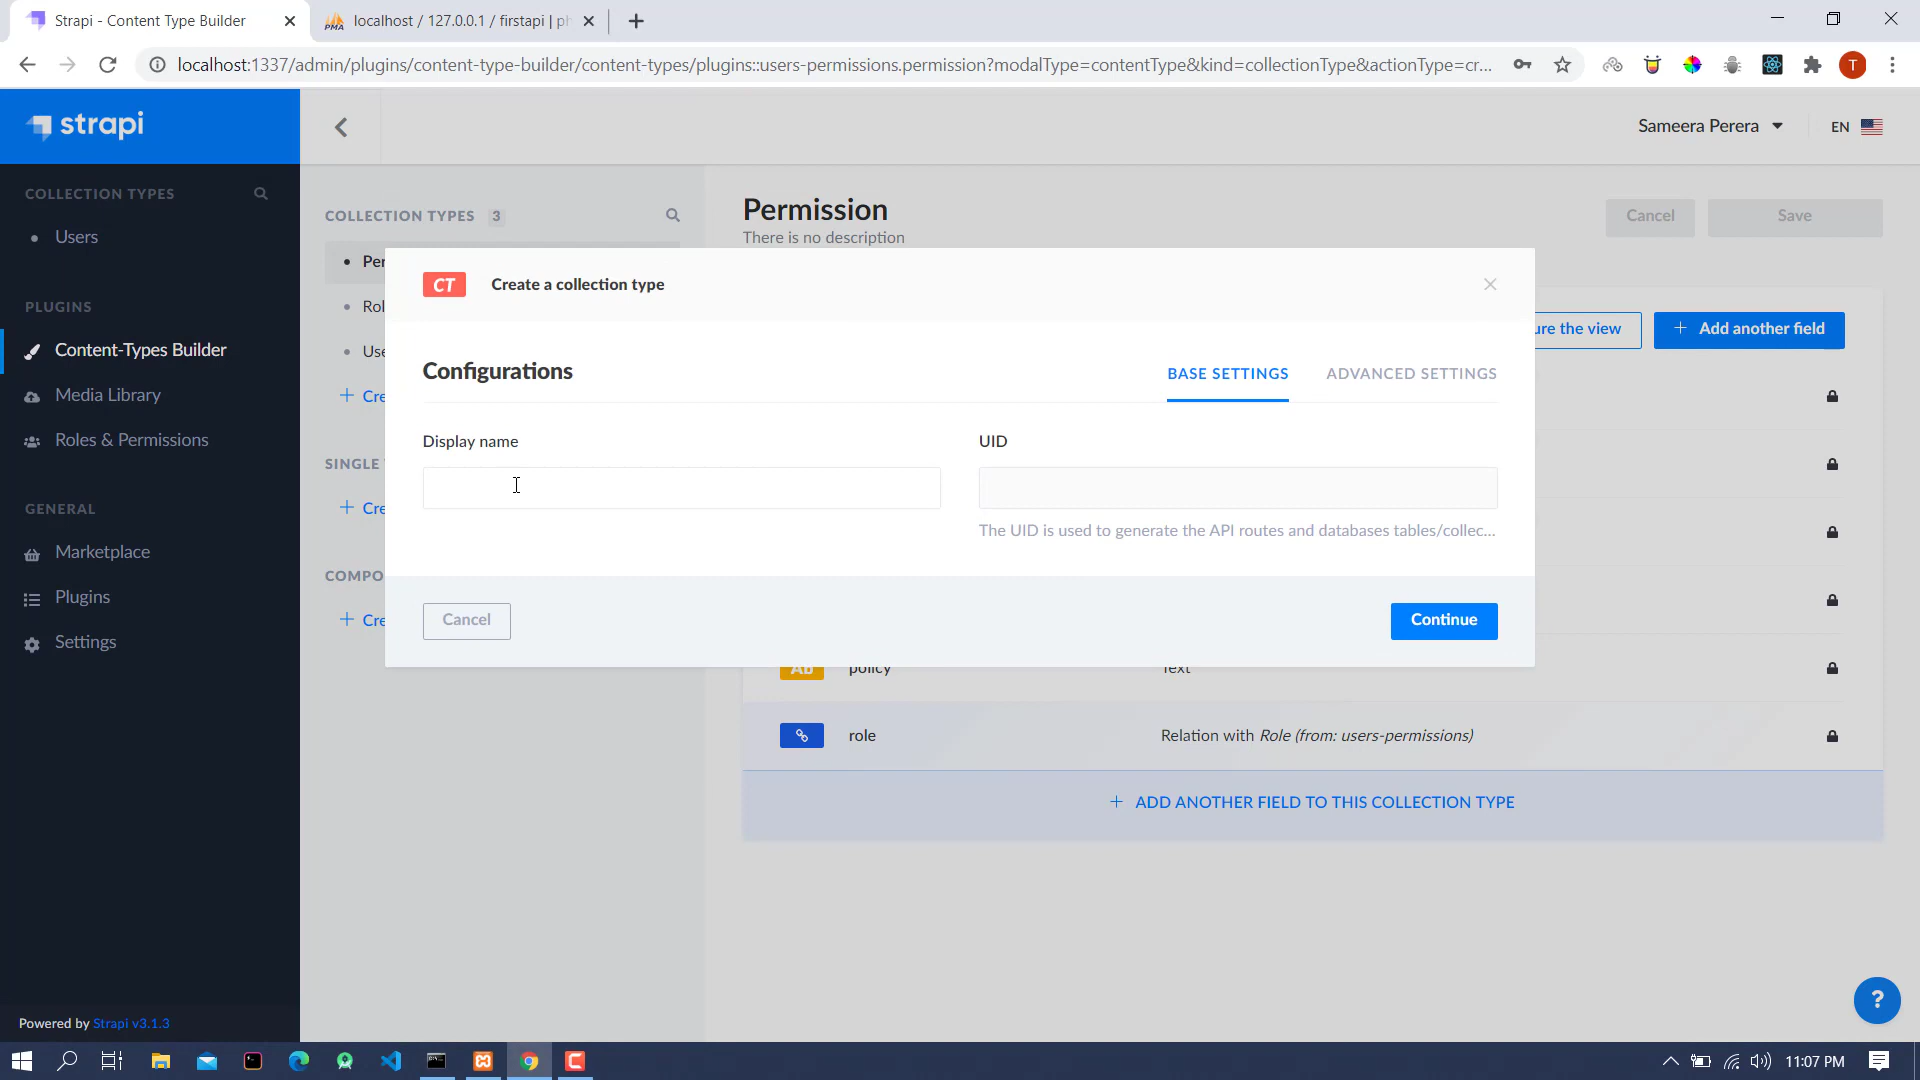 Strapi - Content Type Builder
localhost / 127.0.0.1 / firstapi | ph
localhost:1337/admin/plugins/content-type-builder/content-types/plugins::users-permissions.permission?modalType=contentType&kind=collectionType&actionType=cr...
T
strapi
Sameera Perera
EN
COLLECTION TYPES
Users
PLUGINS
Content-Types Builder
Media Library
Roles & Permissions
GENERAL
Marketplace
Plugins
Settings
Powered by Strapi v3.1.3
COLLECTION TYPES 3
Per
Rol
Use
+ Cre
SINGLE
+ Cre
COMPO
+ Cre
Permission
There is no description
Cancel
Save
ure the view
+ Add another field
CT
Create a collection type
Configurations
BASE SETTINGS
ADVANCED SETTINGS
Display name
UID
The UID is used to generate the API routes and databases tables/collec...
Cancel
Continue
Ab policy Text
role Relation with Role (from: users-permissions)
+ ADD ANOTHER FIELD TO THIS COLLECTION TYPE
?
11:07 PM